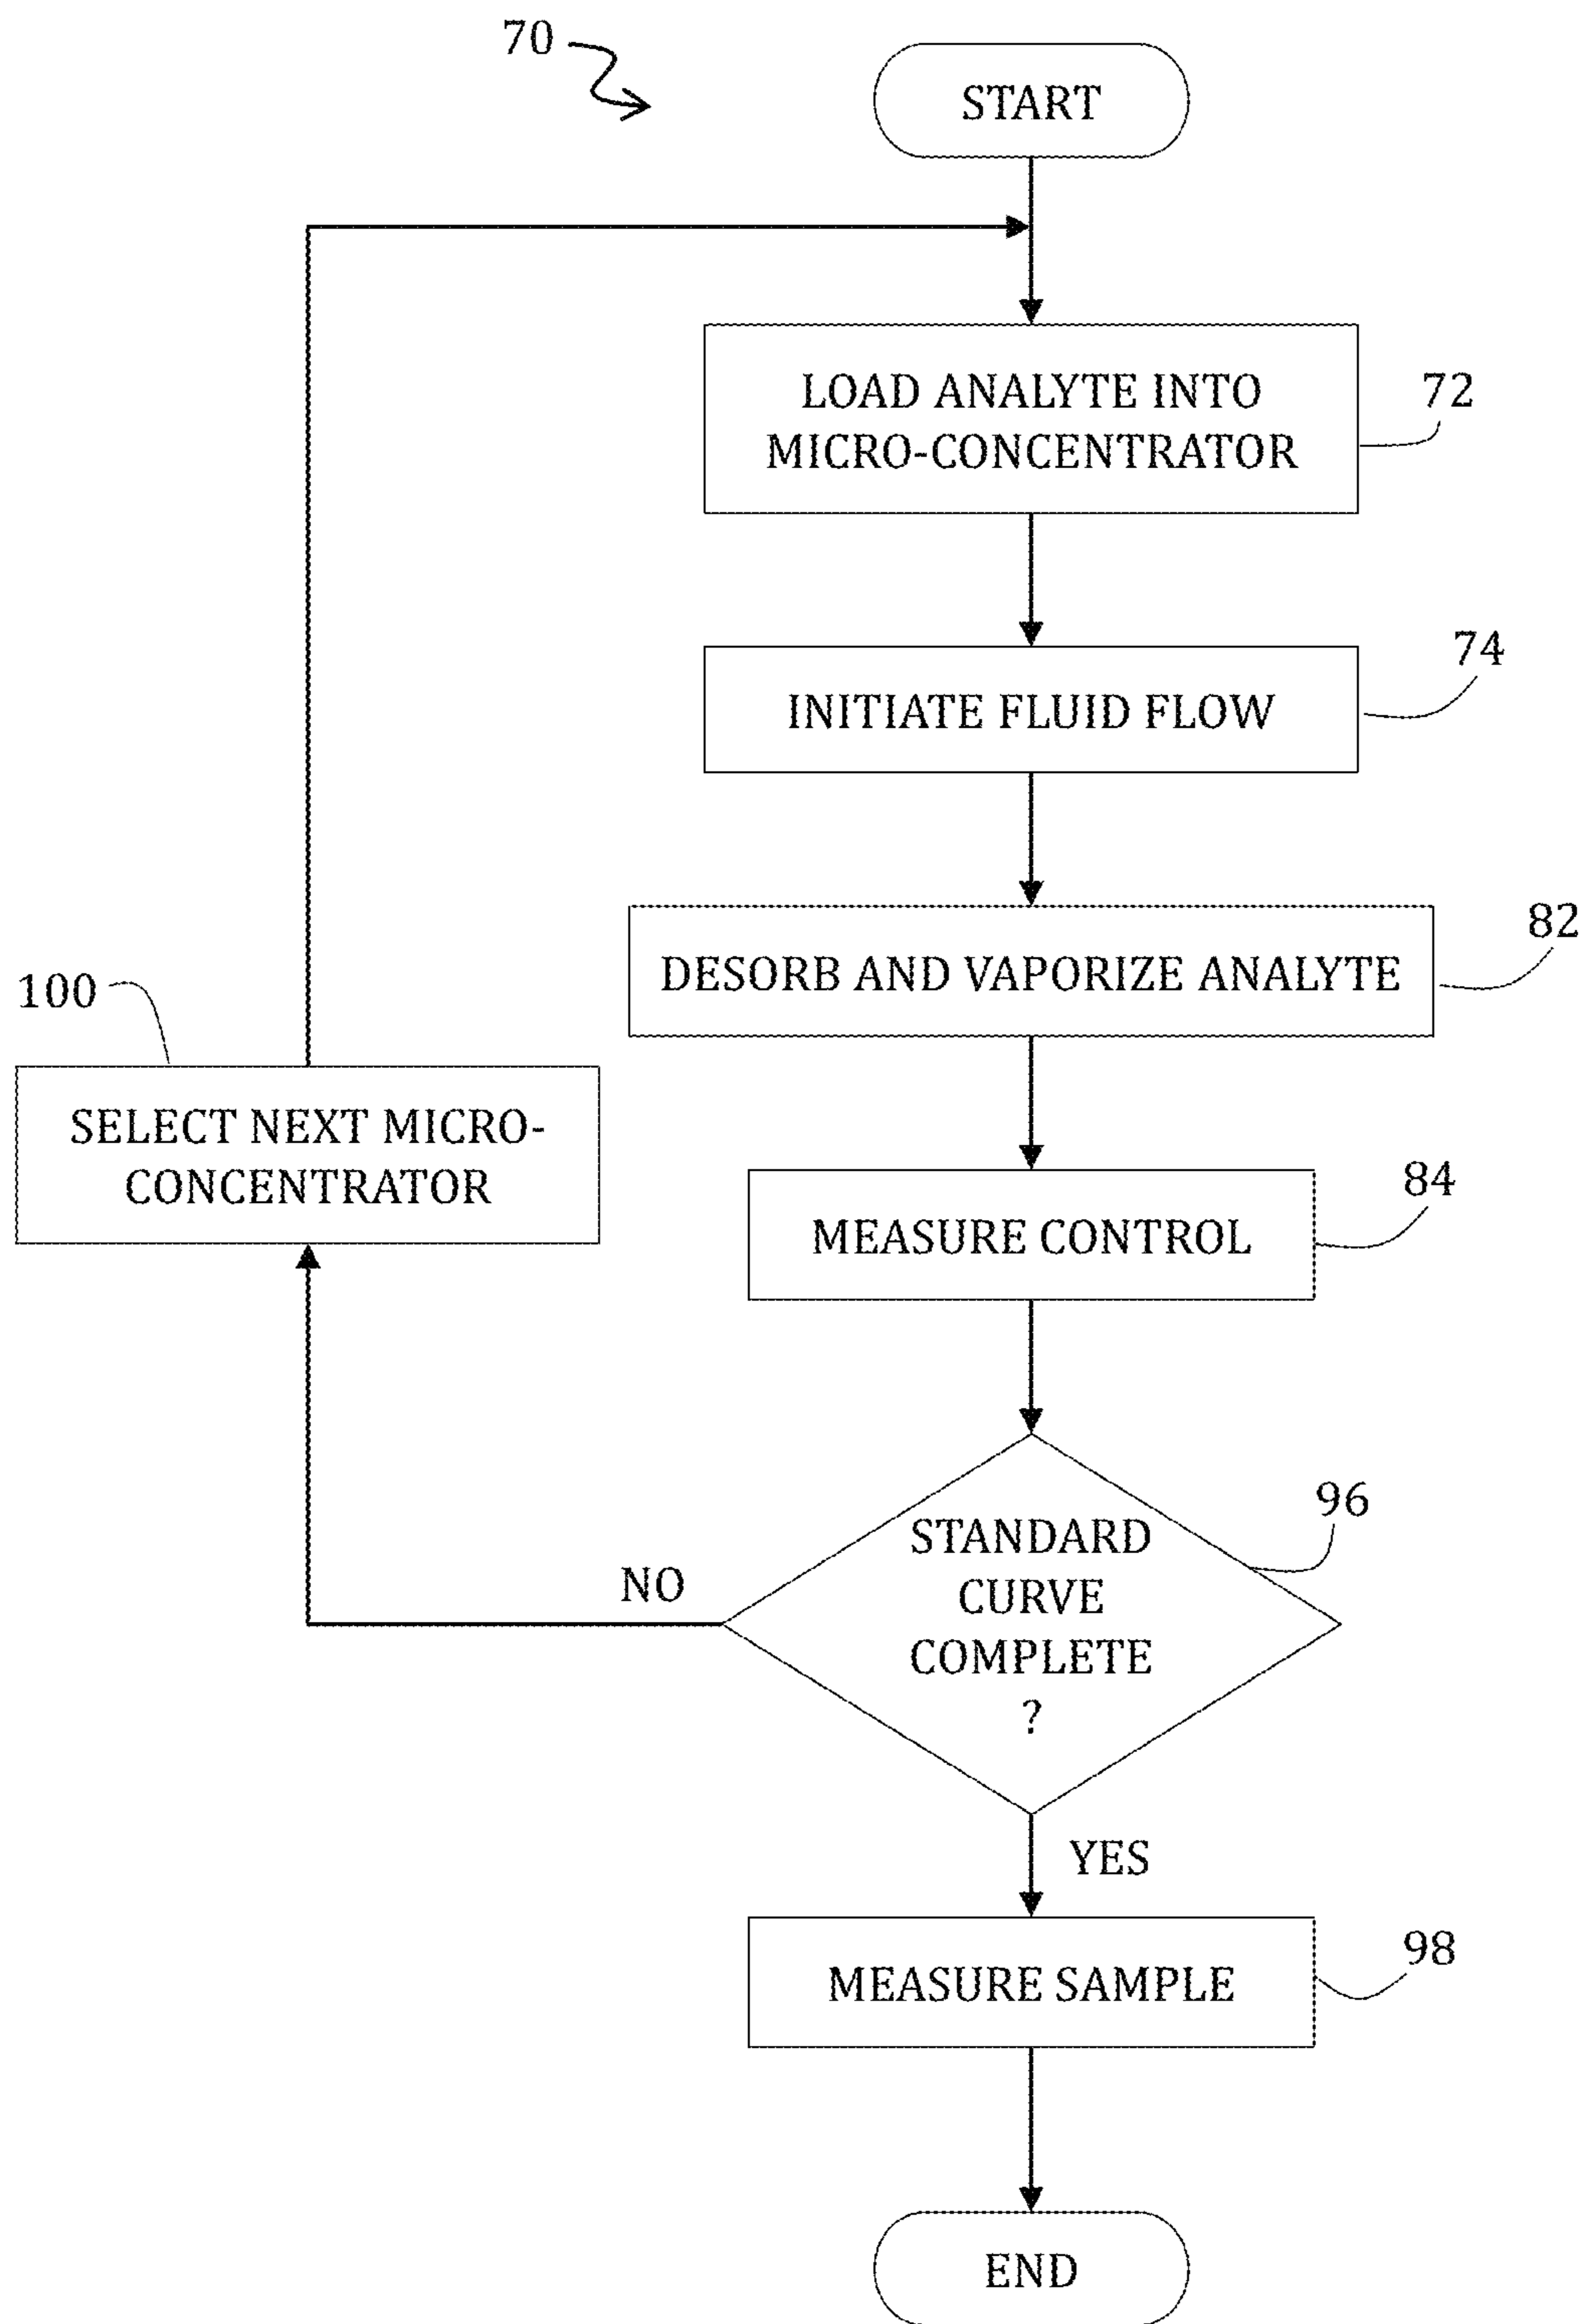 70
START
LOAD ANALYTE INTO
MICRO-CONCENTRATOR
72
INITIATE FLUID FLOW
74
DESORB AND VAPORIZE ANALYTE
82
100
SELECT NEXT MICRO-
CONCENTRATOR
MEASURE CONTROL
84
STANDARD
CURVE
COMPLETE
?
96
NO
YES
MEASURE SAMPLE
98
END